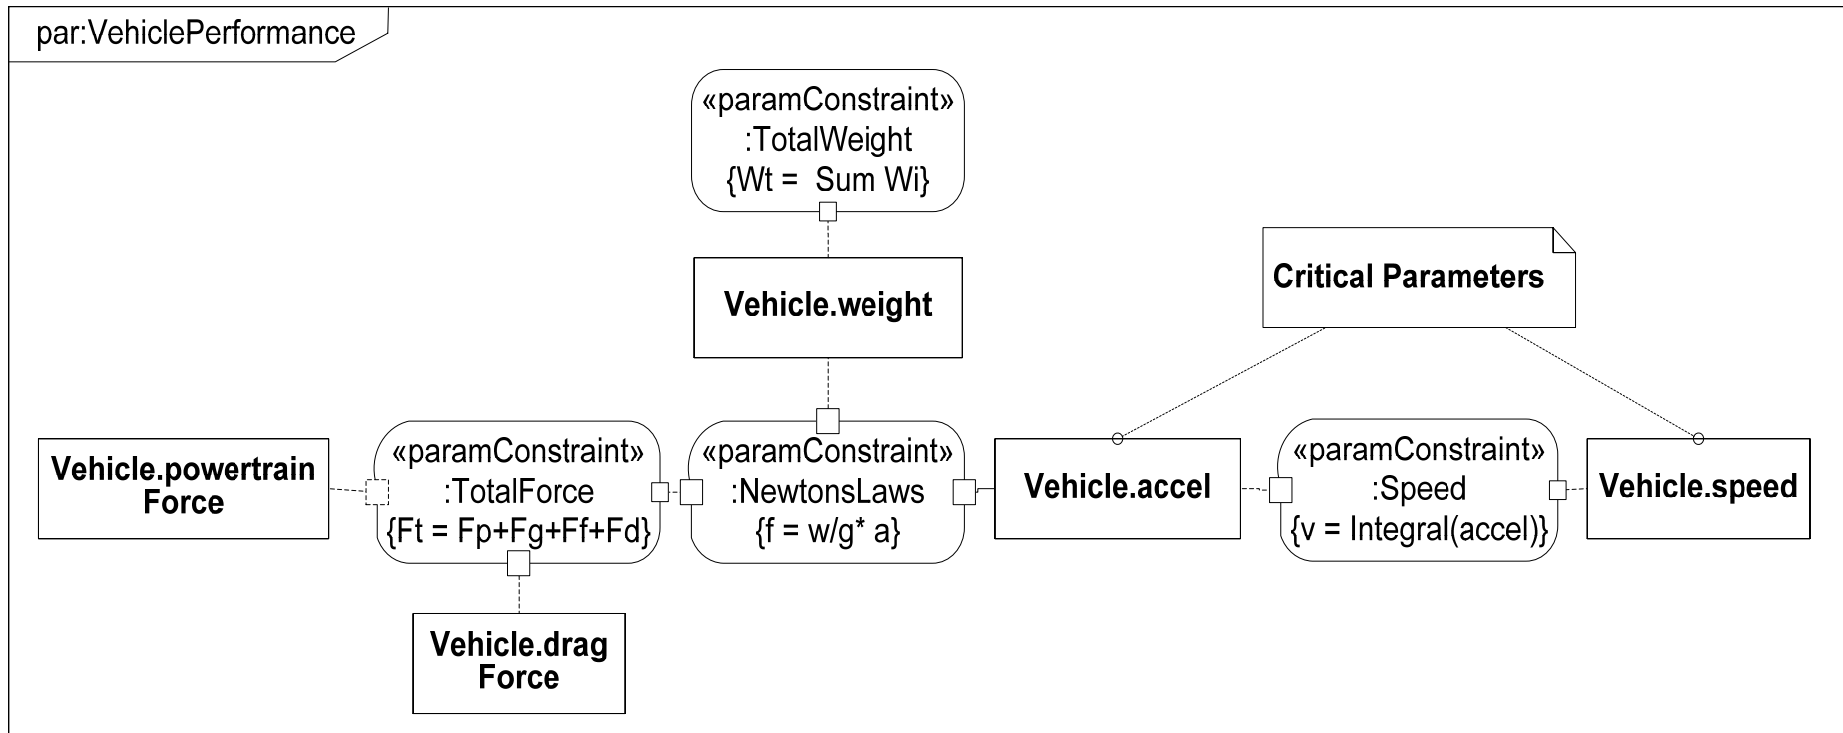 par:VehiclePerformance
«paramConstraint»
:TotalWeight
{Wt =  Sum Wi}
Vehicle.weight
Critical Parameters
Vehicle.powertrain
Force
«paramConstraint»
:TotalForce
{Ft = Fp+Fg+Ff+Fd}
«paramConstraint»
:NewtonsLaws
{f = w/g* a}
Vehicle.accel
«paramConstraint»
:Speed
{v = Integral(accel)}
Vehicle.speed
Vehicle.drag
Force